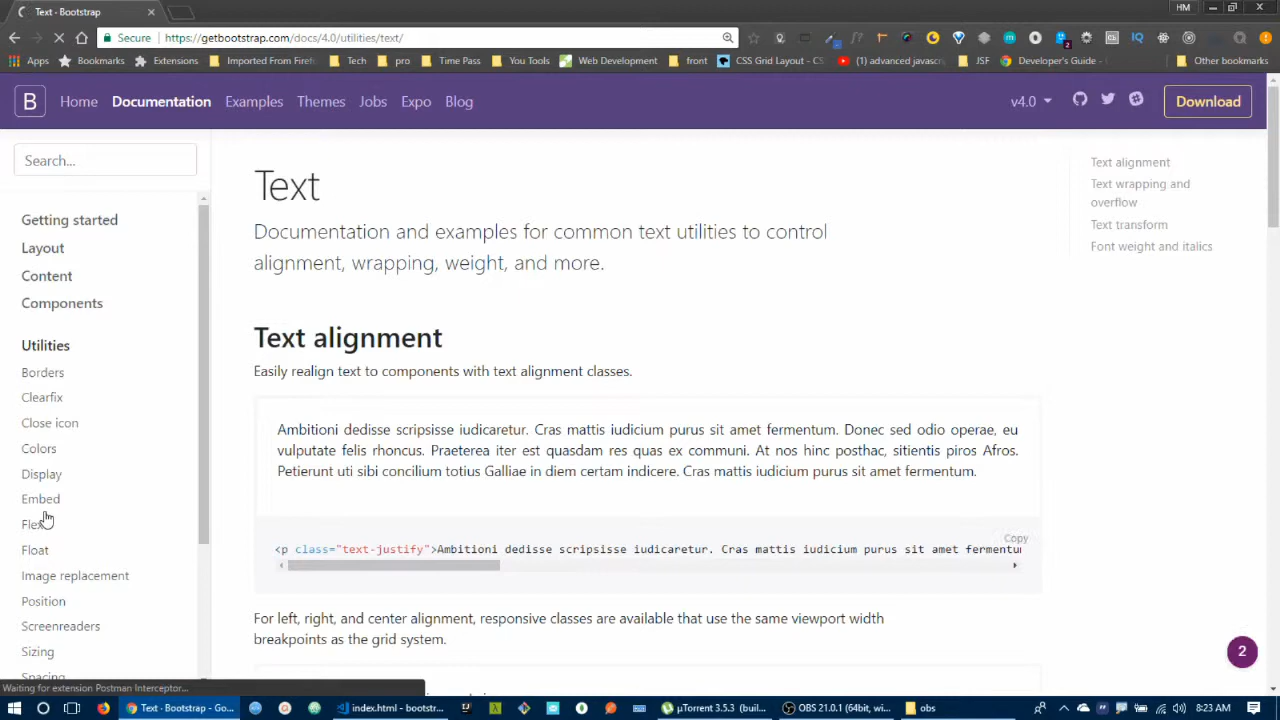 Text · Bootstrap
HM
Secure
https://getbootstrap.com/docs/4.0/utilities/text/
2
Apps
Bookmarks
Extensions
Imported From Firef
Tech
pro
Time Pass
You Tools
Web Development
front
CSS Grid Layout - CS
(1) advanced javascri
JSF
Developer's Guide -
Other bookmarks
B
Home
Documentation
Examples
Themes
Jobs
Expo
Blog
v4.0
Download
Search...
Getting started
Layout
Content
Components
Utilities
Borders
Clearfix
Close icon
Colors
Display
Embed
Flex
Float
Image replacement
Position
Screenreaders
Sizing
Spacing
Text
Documentation and examples for common text utilities to control
alignment, wrapping, weight, and more.
Text alignment
Easily realign text to components with text alignment classes.
Ambitioni dedisse scripsisse iudicaretur. Cras mattis iudicium purus sit amet fermentum. Donec sed odio operae, eu
vulputate felis rhoncus. Praeterea iter est quasdam res quas ex communi. At nos hinc posthac, sitientis piros Afros.
Petierunt uti sibi concilium totius Galliae in diem certam indicere. Cras mattis iudicium purus sit amet fermentum.
Copy
<p class="text-justify">Ambitioni dedisse scripsisse iudicaretur. Cras mattis iudicium purus sit amet fermentu
For left, right, and center alignment, responsive classes are available that use the same viewport width
breakpoints as the grid system.
Text alignment
Text wrapping and
overflow
Text transform
Font weight and italics
2
Waiting for extension Postman Interceptor...
Text · Bootstrap - Go...
index.html - bootstr...
µTorrent 3.5.3 (buil...
OBS 21.0.1 (64bit, wi...
obs
8:23 AM